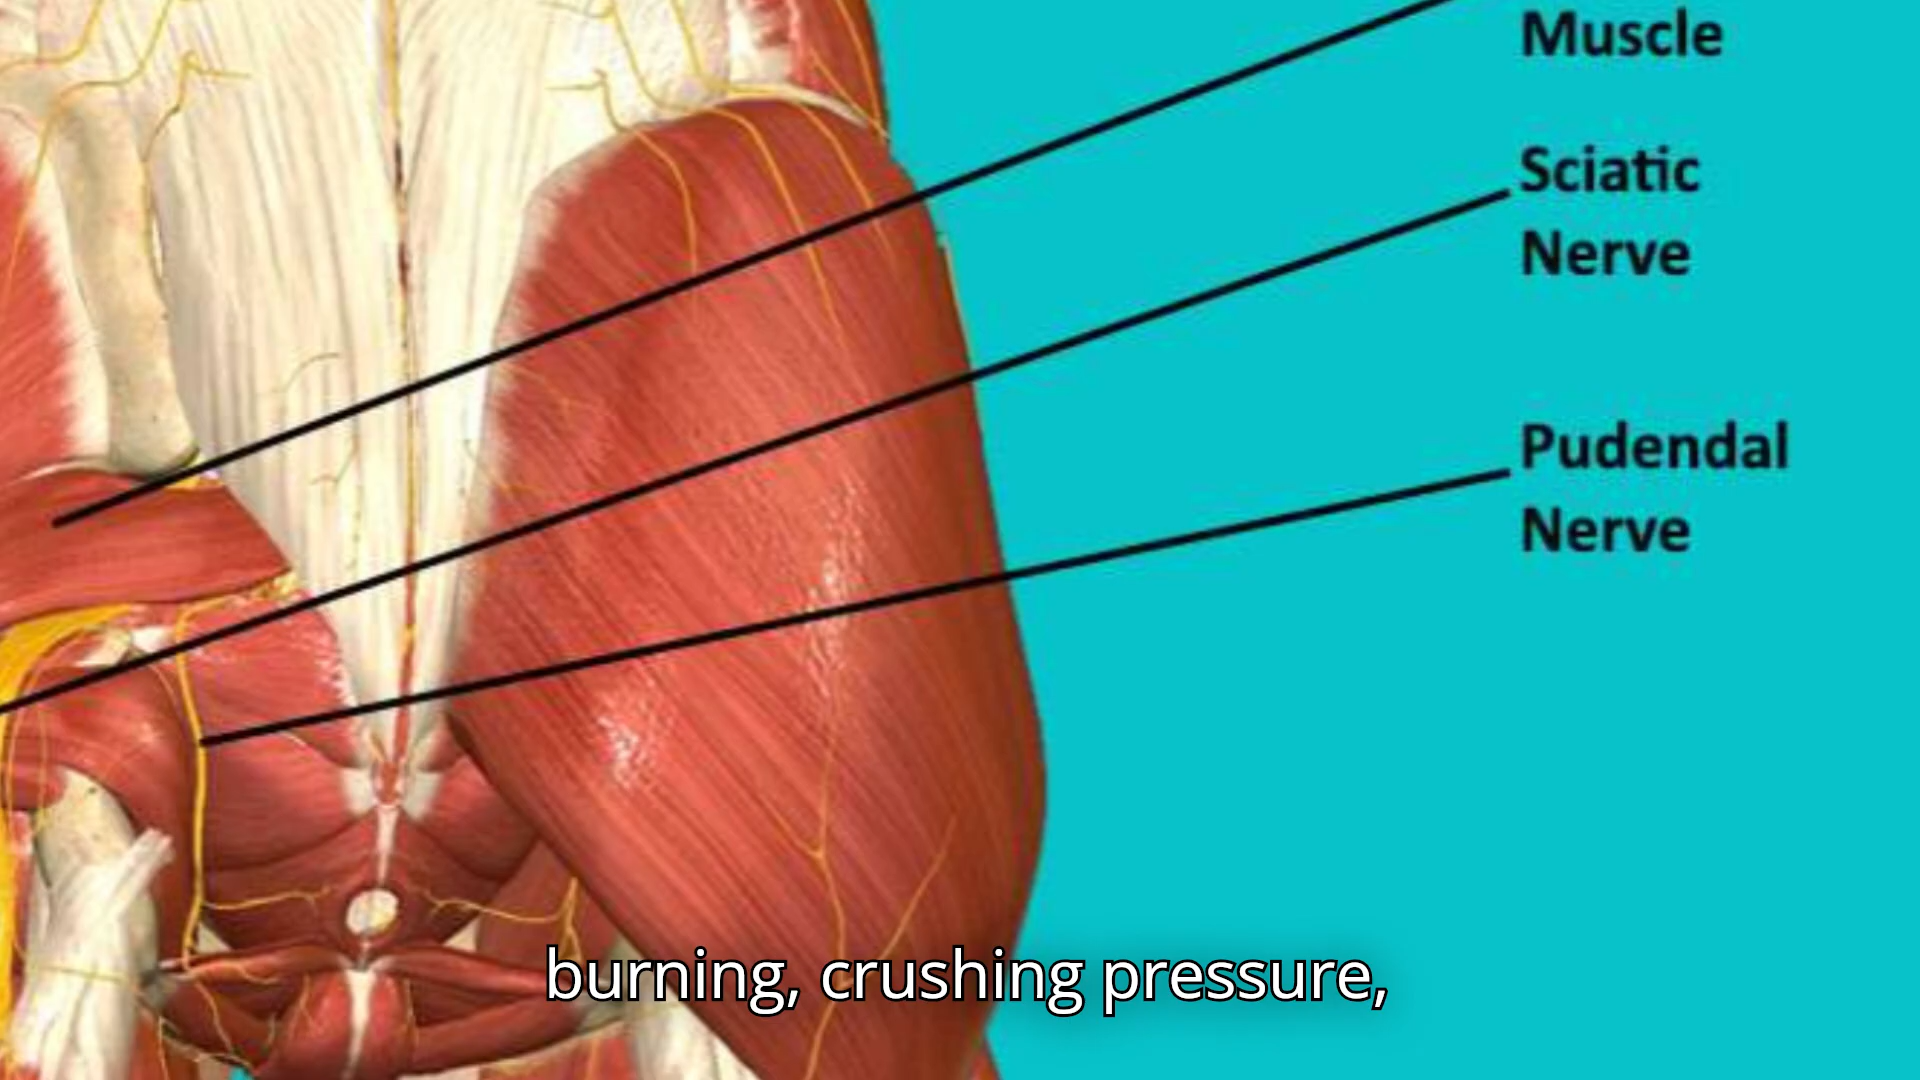 Muscle
Sciatic
Nerve
Pudendal
Nerve
burning, crushing pressure,